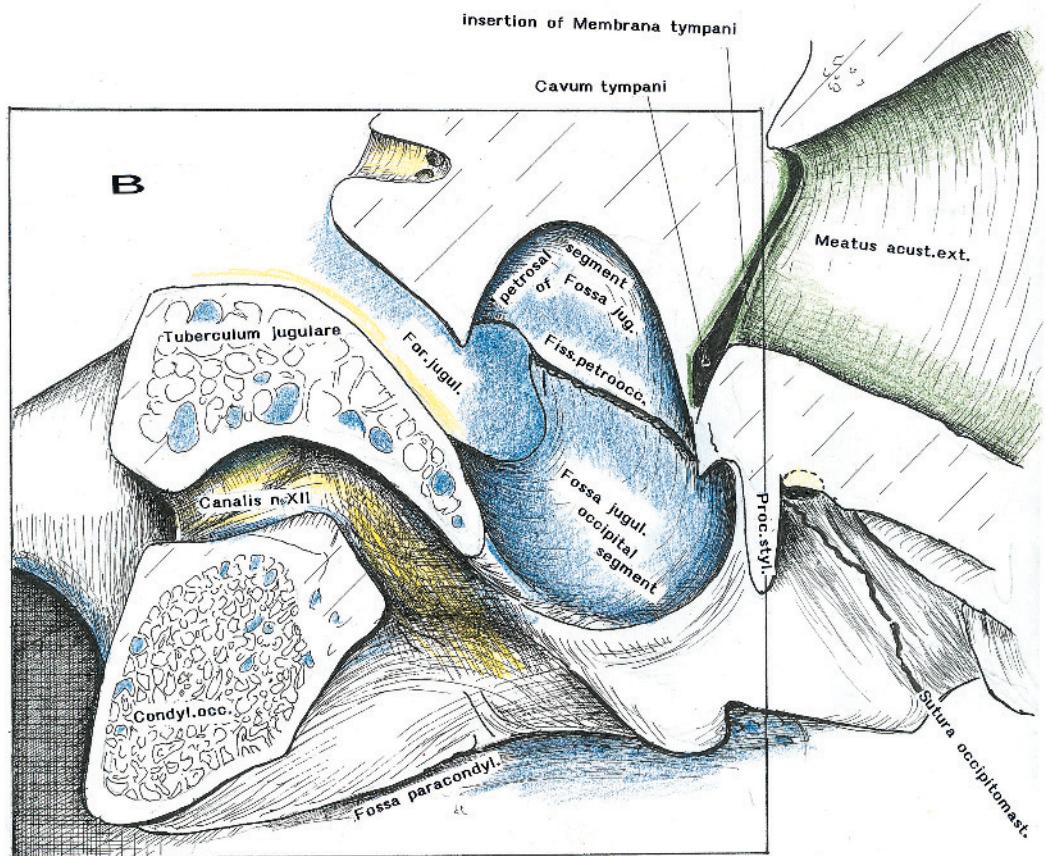 insertion of Membrana tympani
Cavum tympani
B
Meatus acust.ext.
petrosal segment
of Fossa jug.
Fiss.petroocc.
For.jugul.
Tuberculum jugulare
Canalis n.XII
Fossa jugul.
occipital
segment
Proc.styl.
Condyl.occ.
Fossa paracondyl.
Sutura occipitomast.